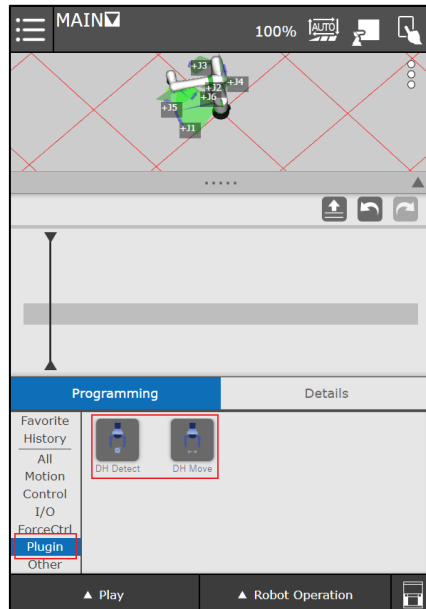 MAIN
100%
AUTO
+J3
+J4
+J2
+J6
+J5
+J1
Programming
Details
Favorite
History
All
Motion
Control
I/O
ForceCtrl
Plugin
Other
DH Detect
DH Move
▲ Play
▲ Robot Operation